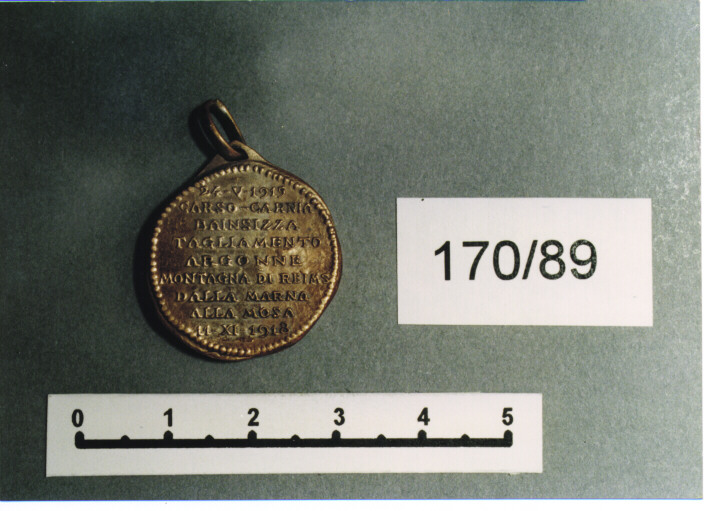 24-V-1915
CARSO-CARNIA
BAINSIZZA
TAGLIAMENTO
ARGONNE
MONTAGNA DI REIMS
DALLA MARNA
ALLA MOSA
11-XI-1918
170/89
0 1 2 3 4 5